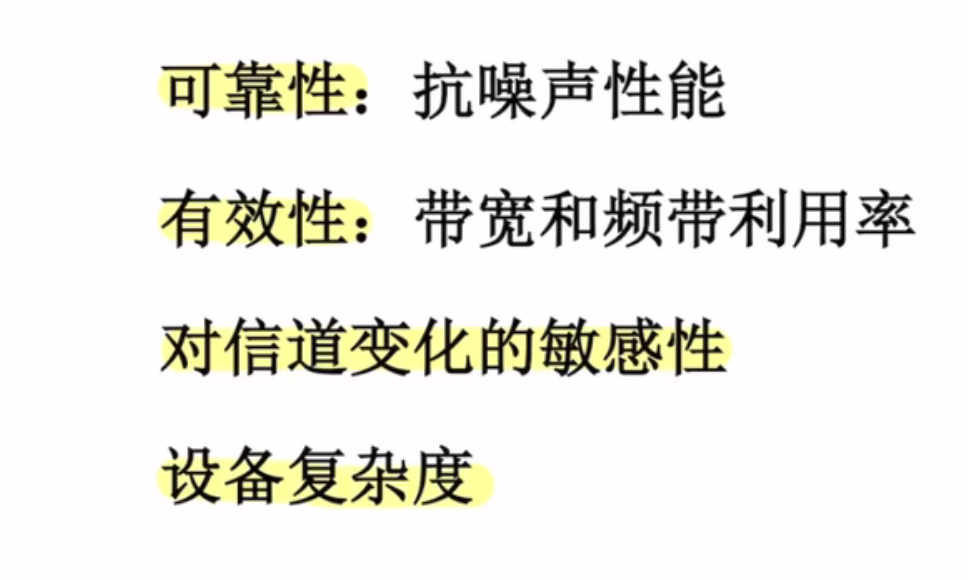 可靠性：抗噪声性能
有效性：带宽和频带利用率
对信道变化的敏感性
设备复杂度